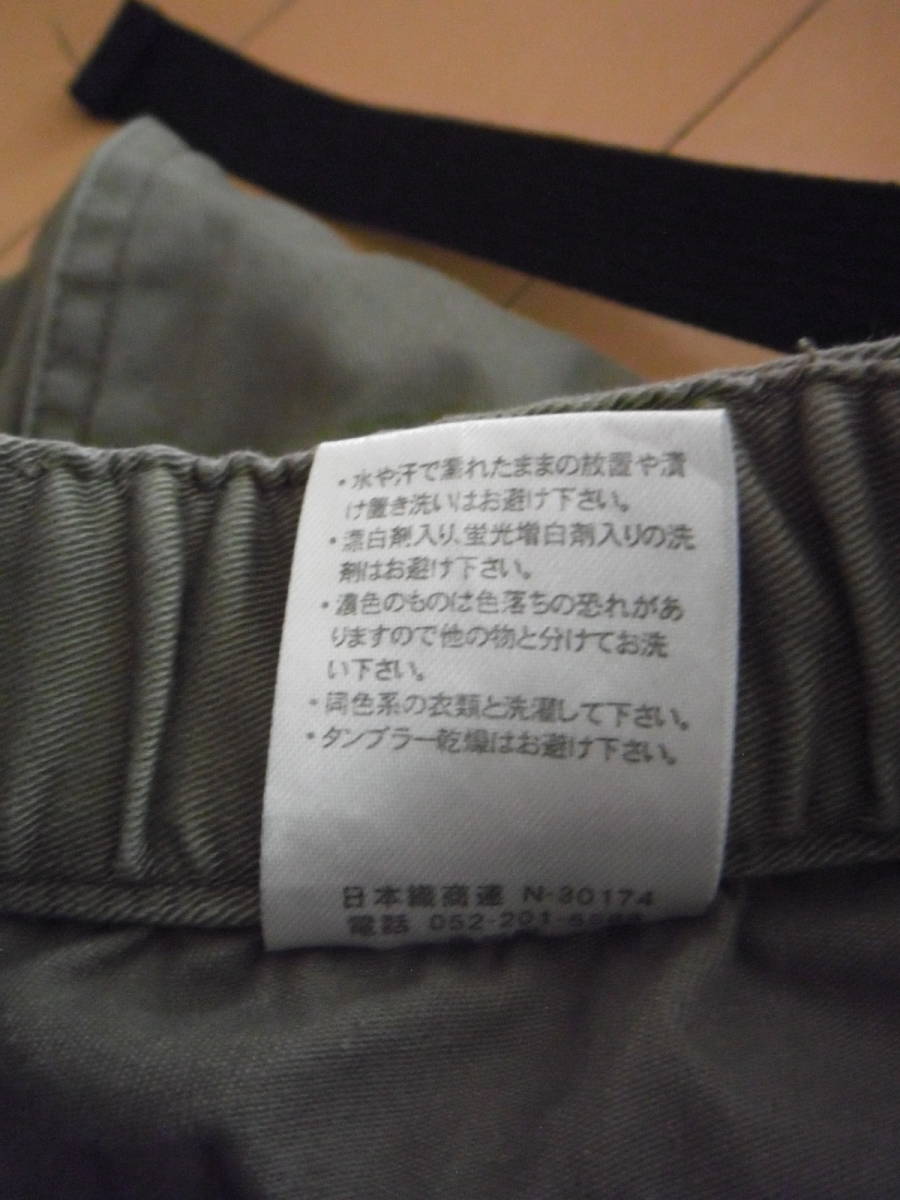 ・水や汗で濡れたままの放置や漬
け置き洗いはお避け下さい。
・漂白剤入り、蛍光増白剤入りの洗
剤はお避け下さい。
・濃色のものは色落ちの恐れがあ
りますので他の物と分けてお洗
い下さい。
・同色系の衣類と洗濯して下さい。
・タンブラー乾燥はお避け下さい。
日本織商連 N-30174
電話 052-201-